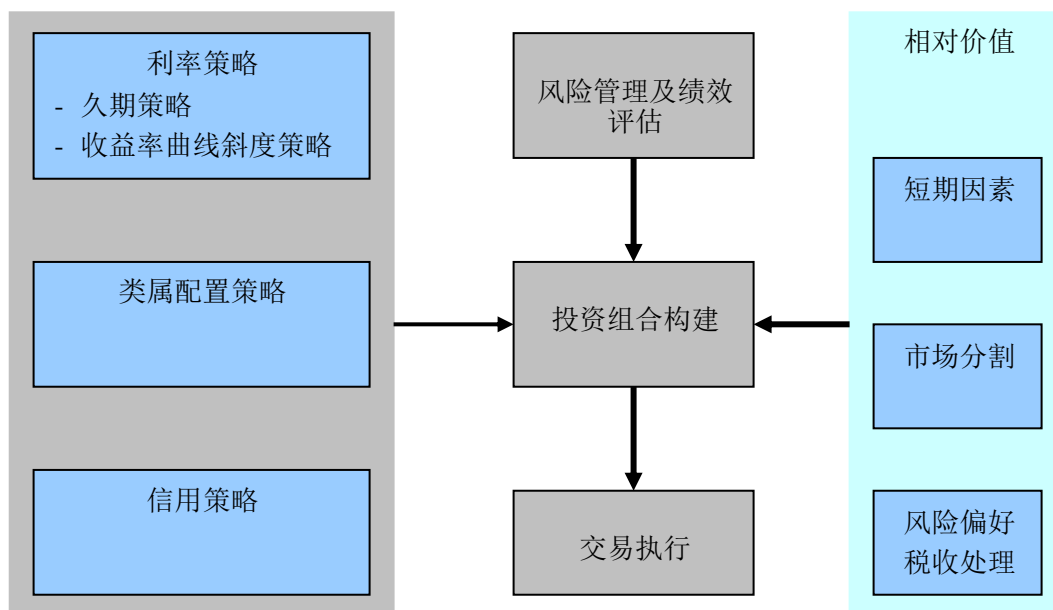 利率策略
- 久期策略
- 收益率曲线斜度策略
类属配置策略
信用策略
风险管理及绩效
评估
投资组合构建
交易执行
相对价值
短期因素
市场分割
风险偏好
税收处理